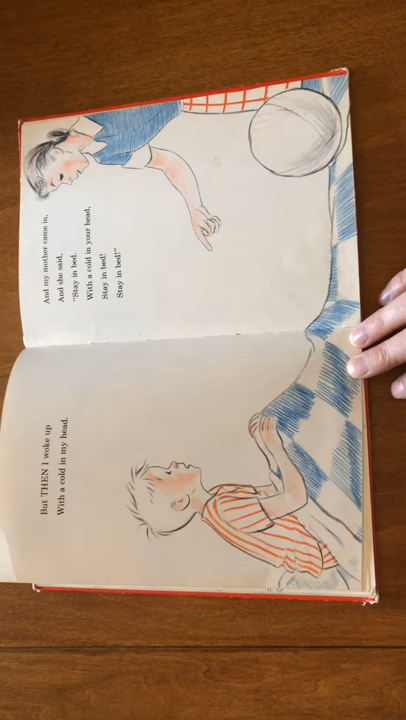 But THEN I woke up
With a cold in my head.
And my mother came in,
And she said,
"Stay in bed.
With a cold in your head,
Stay in bed!
Stay in bed!"